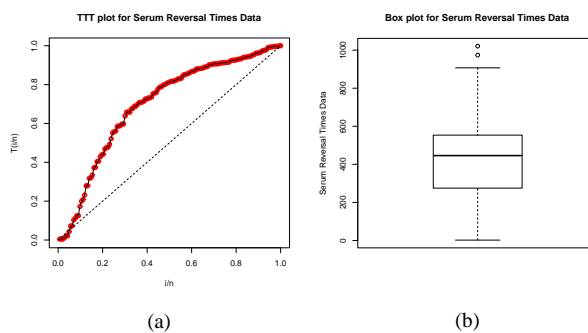 TTT plot for Serum Reversal Times Data
T(i/n)
1.0
0.8
0.6
0.4
0.2
0.0
0.0 0.2 0.4 0.6 0.8 1.0
i/n
(a)
Box plot for Serum Reversal Times Data
Serum Reversal Times Data
1000
800
600
400
200
0
(b)